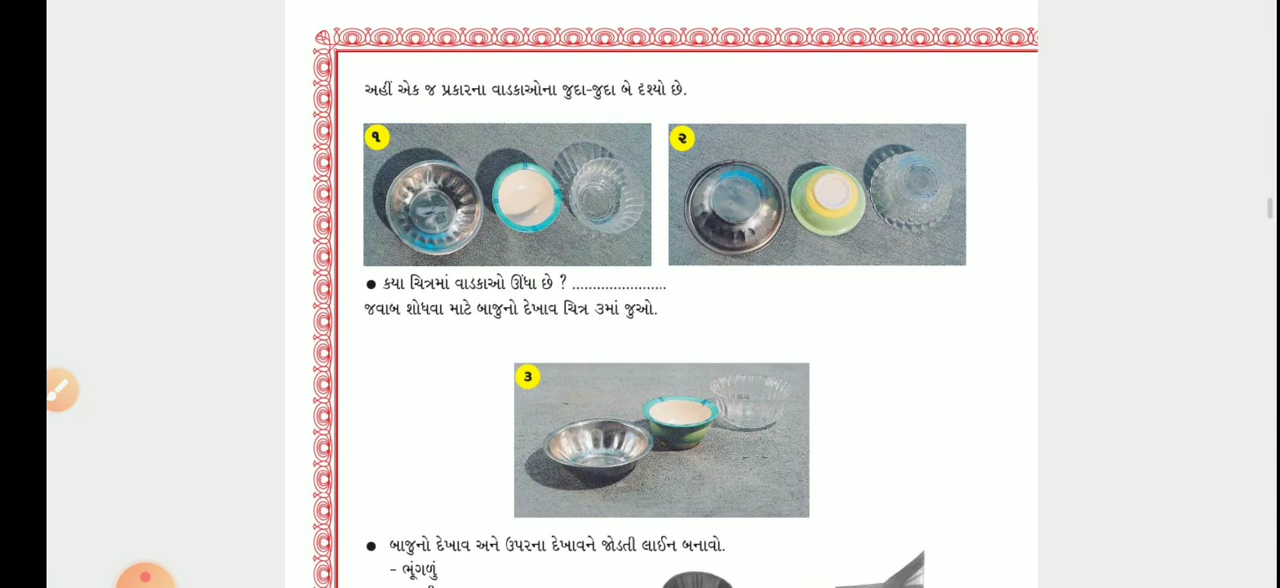 અહીં એક જ પ્રકારના વાડકાઓના જુદા-જુદા બે દૃશ્યો છે.
૧
૨
● કયા ચિત્રમાં વાડકાઓ ઊંધા છે ? .......................
જવાબ શોધવા માટે બાજુનો દેખાવ ચિત્ર ૩માં જુઓ.
૩
● બાજુનો દેખાવ અને ઉપરના દેખાવને જોડતી લાઈન બનાવો.
- ભૂંગળું